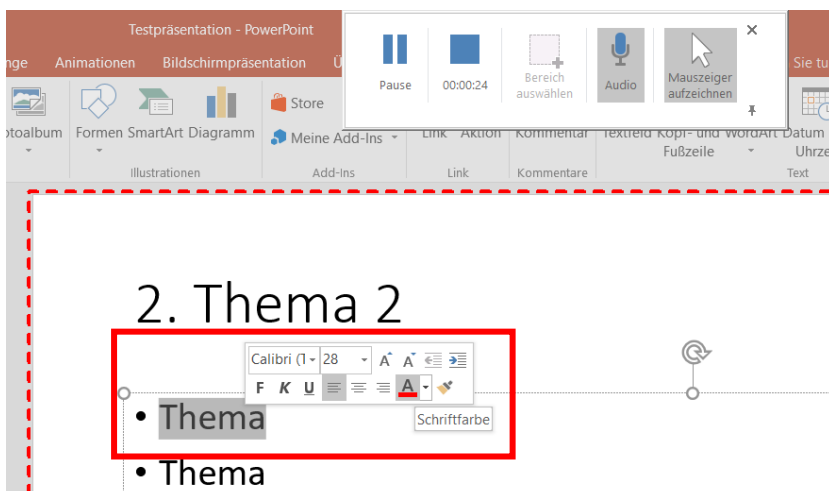 Testpräsentation - PowerPoint
nge Animationen Bildschirmpräsentation Ü
Sie tu
Pause 00:00:24 Bereich auswählen Audio Mauszeiger aufzeichnen
Store
Meine Add-Ins
otoalbum Formen SmartArt Diagramm
Link Aktion Kommentar Textfeld Kopf- und Fußzeile WordArt Datum Uhrze
Illustrationen Add-Ins Link Kommentare Text
2. Thema 2
Calibri (T 28 A A
F K U A
Schriftfarbe
• Thema
• Thema